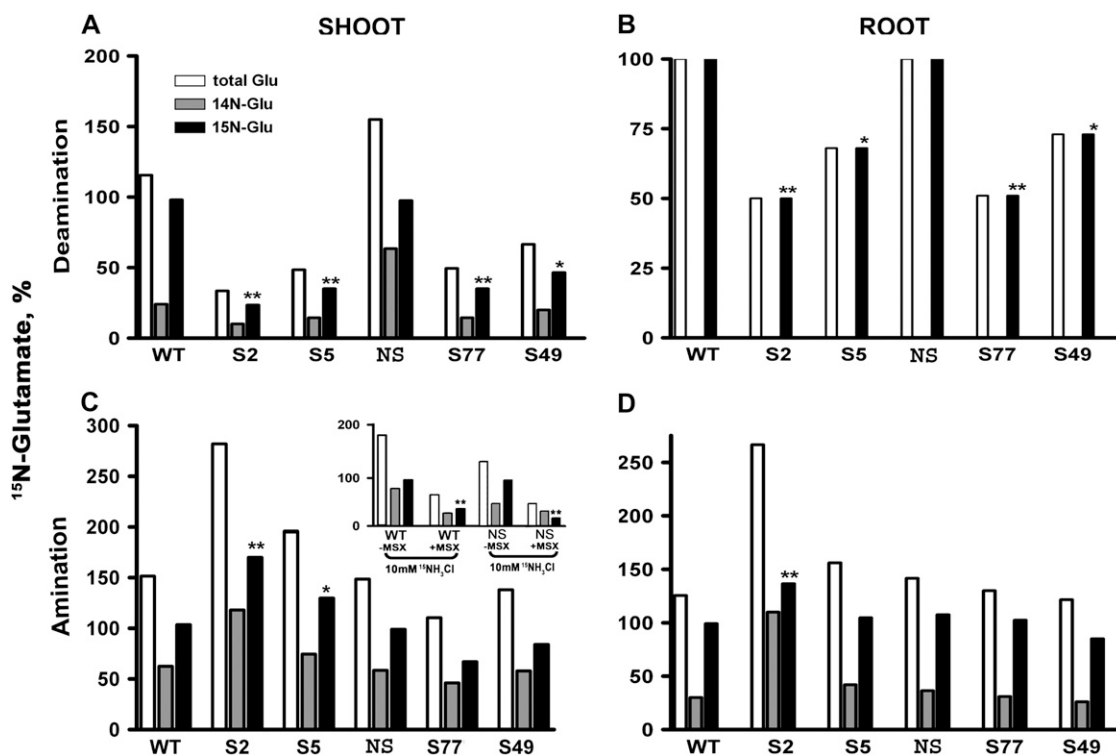 A
SHOOT
B
ROOT
200
150
100
50
0
total Glu
14N-Glu
15N-Glu
**
**
**
*
WT S2 S5 NS S77 S49
Deamination
100
75
50
25
0
**
*
**
*
WT S2 S5 NS S77 S49
¹⁵N-Glutamate, %
C
300
250
200
150
100
50
0
**
*
WT S2 S5 NS S77 S49
Amination
200
100
0
**
**
WT WT NS NS
-MSX +MSX -MSX +MSX
10mM ¹⁵NH₃Cl 10mM ¹⁵NH₃Cl
D
250
200
150
100
50
0
**
WT S2 S5 NS S77 S49